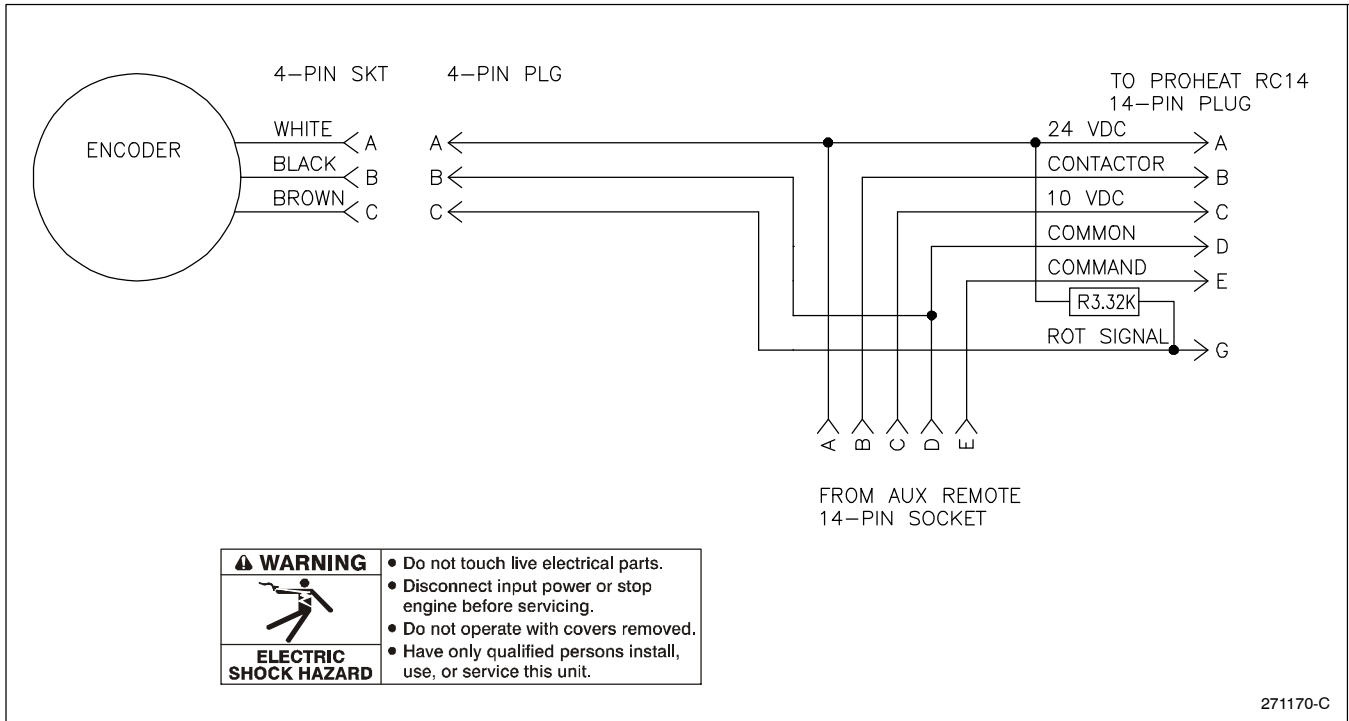 4-PIN SKT 4-PIN PLG
TO PROHEAT RC14
14-PIN PLUG
ENCODER
WHITE A A 24 VDC A
BLACK B B CONTACTOR B
BROWN C C 10 VDC C
COMMON D
COMMAND E
R3.32K
ROT SIGNAL G
A B C D E
FROM AUX REMOTE
14-PIN SOCKET
WARNING
ELECTRIC
SHOCK HAZARD
• Do not touch live electrical parts.
• Disconnect input power or stop
engine before servicing.
• Do not operate with covers removed.
• Have only qualified persons install,
use, or service this unit.
271170-C